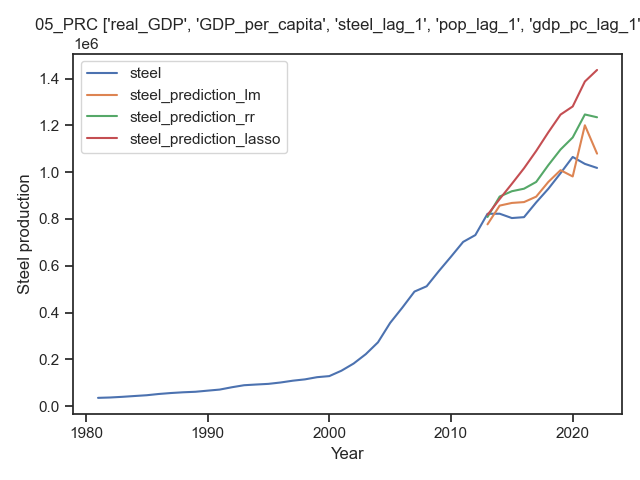 05_PRC ['real_GDP', 'GDP_per_capita', 'steel_lag_1', 'pop_lag_1', 'gdp_pc_lag_1'
1e6
steel
steel_prediction_lm
steel_prediction_rr
steel_prediction_lasso
1.4
1.2
1.0
0.8
0.6
0.4
0.2
0.0
Steel production
1980
1990
2000
2010
2020
Year